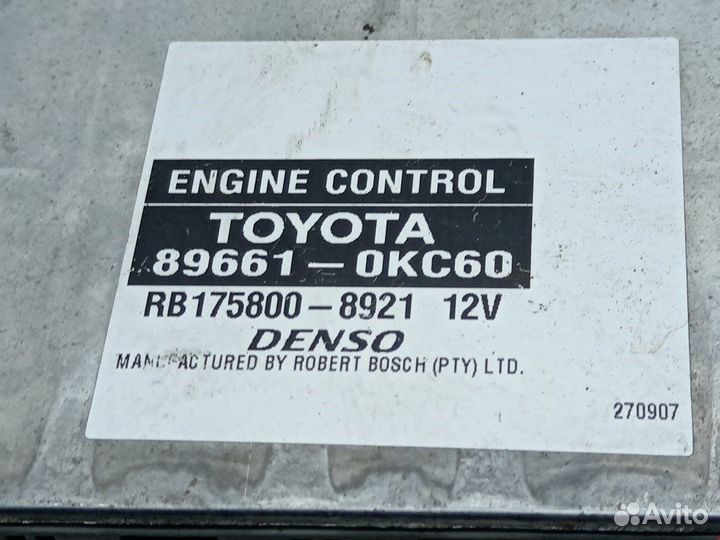 ENGINE CONTROL
TOYOTA
89661-0KC60
RB175800-8921 12V
DENSO
MANUFACTURED BY ROBERT BOSCH (PTY) LTD.
270907
Avito